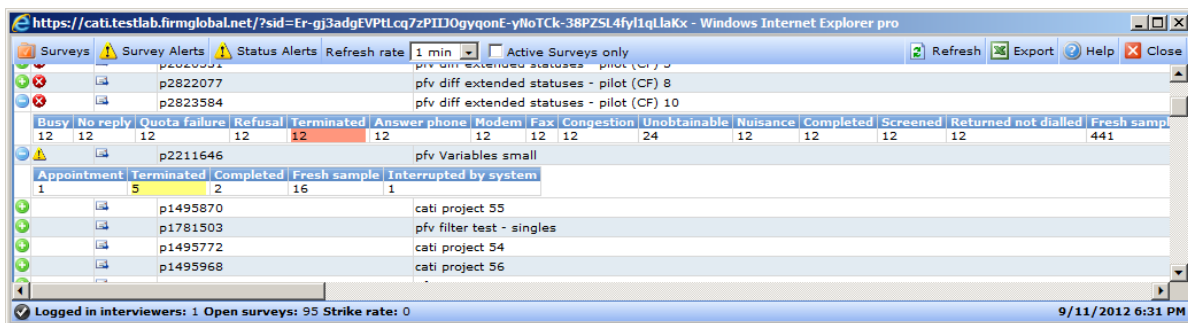 https://cati.testlab.firmglobal.net/?sid=Er-gj3adgEVPtLcq7zPIIJOgyqonE-yNoTCk-38PZSL4fyl1qLlaKx - Windows Internet Explorer pro
Surveys Survey Alerts Status Alerts Refresh rate 1 min Active Surveys only Refresh Export Help Close
p2822077 pfv diff extended statuses - pilot (CF) 8
p2823584 pfv diff extended statuses - pilot (CF) 10
Busy No reply Quota failure Refusal Terminated Answer phone Modem Fax Congestion Unobtainable Nuisance Completed Screened Returned not dialled Fresh sampl
12 12 12 12 12 12 12 12 12 24 12 12 12 12 441
p2211646 pfv Variables small
Appointment Terminated Completed Fresh sample Interrupted by system
1 5 2 16 1
p1495870 cati project 55
p1781503 pfv filter test - singles
p1495772 cati project 54
p1495968 cati project 56
Logged in interviewers: 1 Open surveys: 95 Strike rate: 0 9/11/2012 6:31 PM